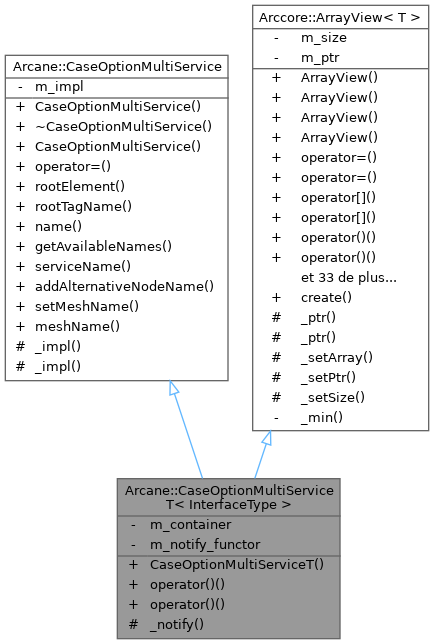 Arcane::CaseOptionMultiService
- m_impl
+ CaseOptionMultiService()
+ ~CaseOptionMultiService()
+ CaseOptionMultiService()
+ operator=()
+ rootElement()
+ rootTagName()
+ name()
+ getAvailableNames()
+ serviceName()
+ addAlternativeNodeName()
+ setMeshName()
+ meshName()
# _impl()
# _impl()
Arccore::ArrayView< T >
- m_size
- m_ptr
+ ArrayView()
+ ArrayView()
+ ArrayView()
+ ArrayView()
+ operator=()
+ operator=()
+ operator[]()
+ operator[]()
+ operator()()
+ operator()()
et 33 de plus...
+ create()
# _ptr()
# _ptr()
# _setArray()
# _setPtr()
# _setSize()
- _min()
Arcane::CaseOptionMultiService
T< InterfaceType >
- m_container
- m_notify_functor
+ CaseOptionMultiServiceT()
+ operator()()
+ operator()()
# _notify()